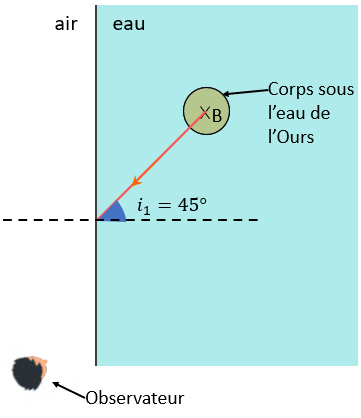 air
eau
Corps sous
l'eau de
l'Ours
B
i₁ = 45°
Observateur